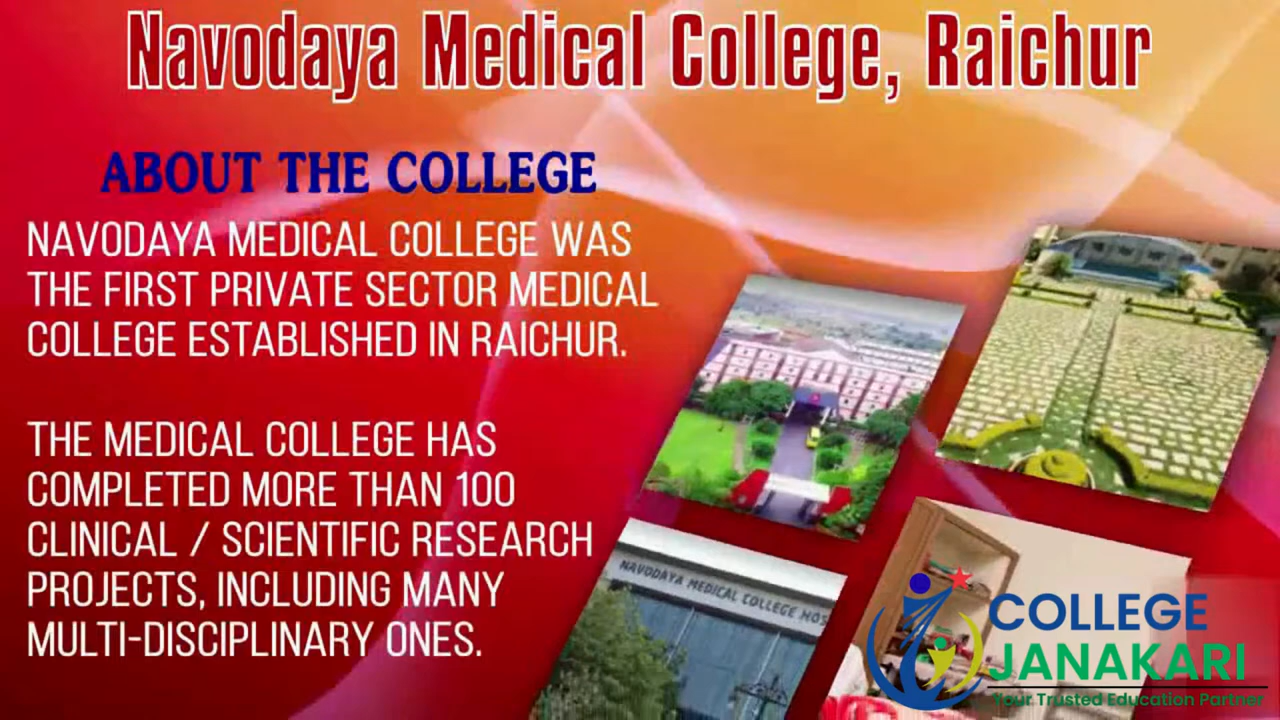 Navodaya Medical College, Raichur
ABOUT THE COLLEGE
NAVODAYA MEDICAL COLLEGE WAS
THE FIRST PRIVATE SECTOR MEDICAL
COLLEGE ESTABLISHED IN RAICHUR.
THE MEDICAL COLLEGE HAS
COMPLETED MORE THAN 100
CLINICAL / SCIENTIFIC RESEARCH
PROJECTS, INCLUDING MANY
MULTI-DISCIPLINARY ONES.
NAVODAYA MEDICAL COLLEGE HOS
COLLEGE
JANAKARI
Your Trusted Education Partner